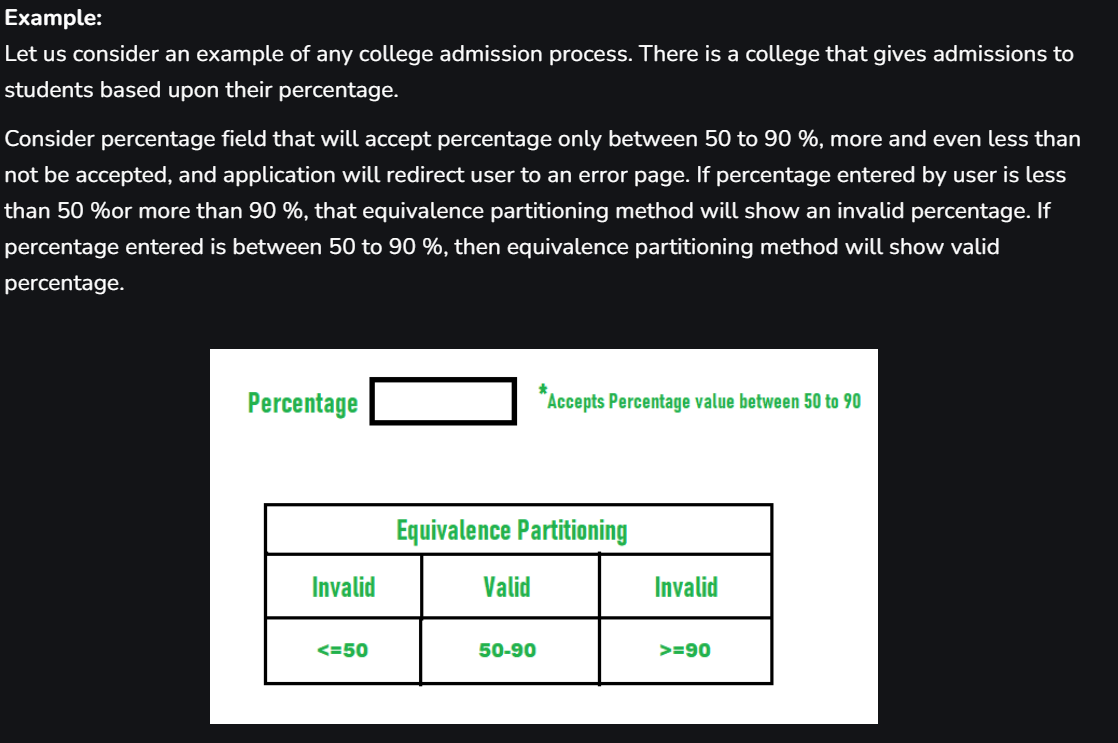 Example:
Let us consider an example of any college admission process. There is a college that gives admissions to
students based upon their percentage.
Consider percentage field that will accept percentage only between 50 to 90 %, more and even less than
not be accepted, and application will redirect user to an error page. If percentage entered by user is less
than 50 %or more than 90 %, that equivalence partitioning method will show an invalid percentage. If
percentage entered is between 50 to 90 %, then equivalence partitioning method will show valid
percentage.
Percentage *Accepts Percentage value between 50 to 90
Equivalence Partitioning
Invalid Valid Invalid
<=50 50-90 >=90